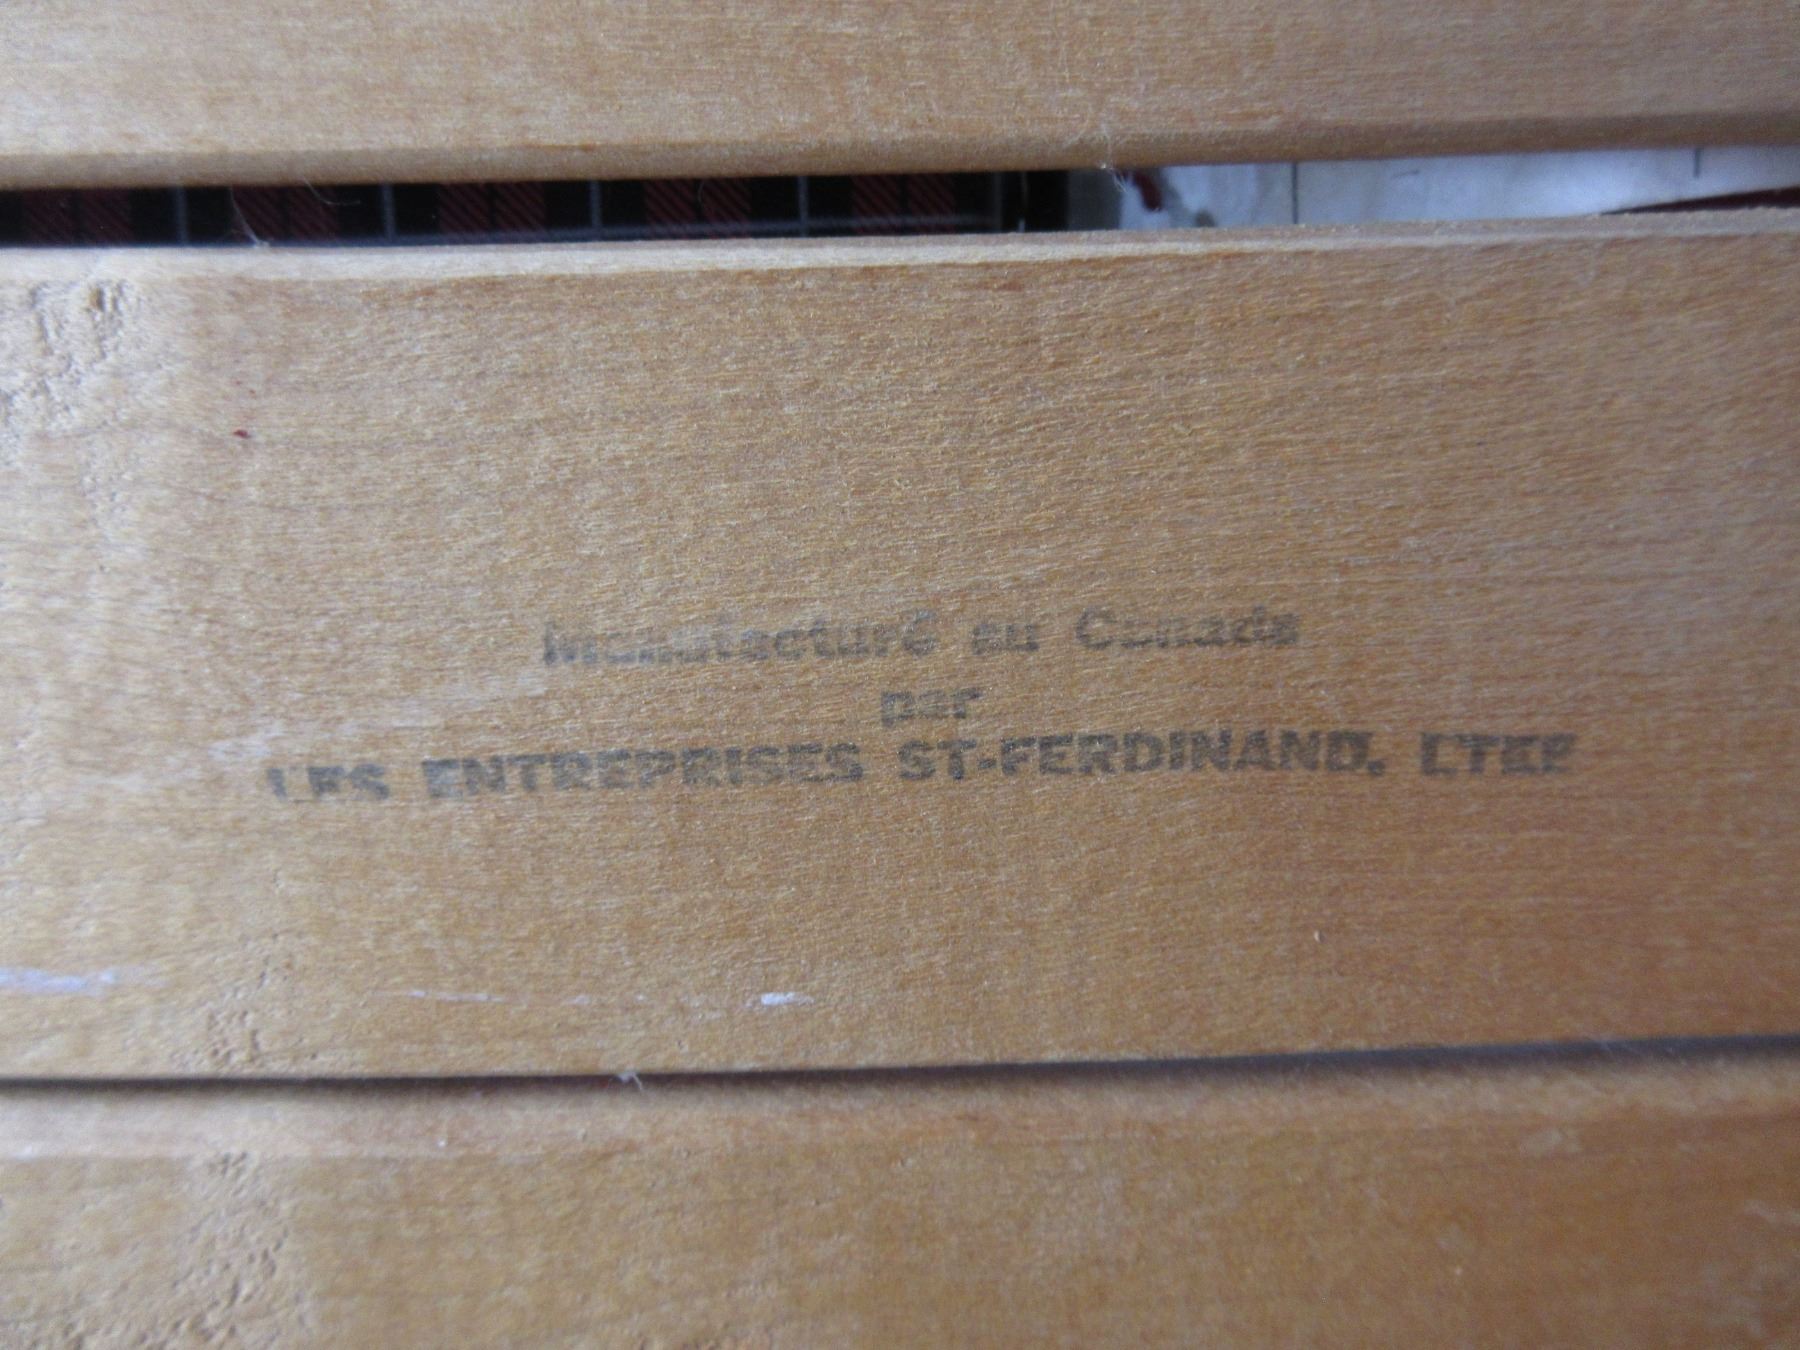 Manufacturé au Canada
par
LES ENTREPRISES ST-FERDINAND, LTEE